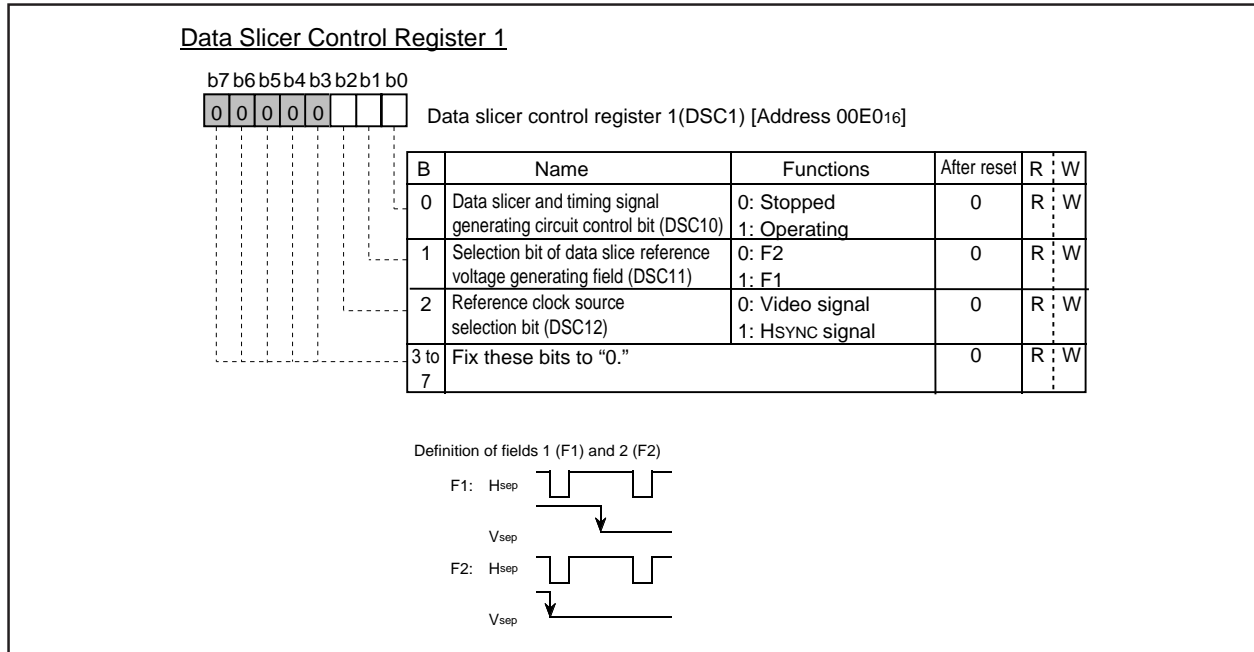 Data Slicer Control Register 1
b7 b6 b5 b4 b3 b2 b1 b0
0 0 0 0 0
Data slicer control register 1(DSC1) [Address 00E016]
B Name Functions After reset R W
0 Data slicer and timing signal 0: Stopped 0 R W
generating circuit control bit (DSC10) 1: Operating
1 Selection bit of data slice reference 0: F2 0 R W
voltage generating field (DSC11) 1: F1
2 Reference clock source 0: Video signal 0 R W
selection bit (DSC12) 1: HSYNC signal
3 to Fix these bits to “0.” 0 R W
7
Definition of fields 1 (F1) and 2 (F2)
F1: Hsep
Vsep
F2: Hsep
Vsep